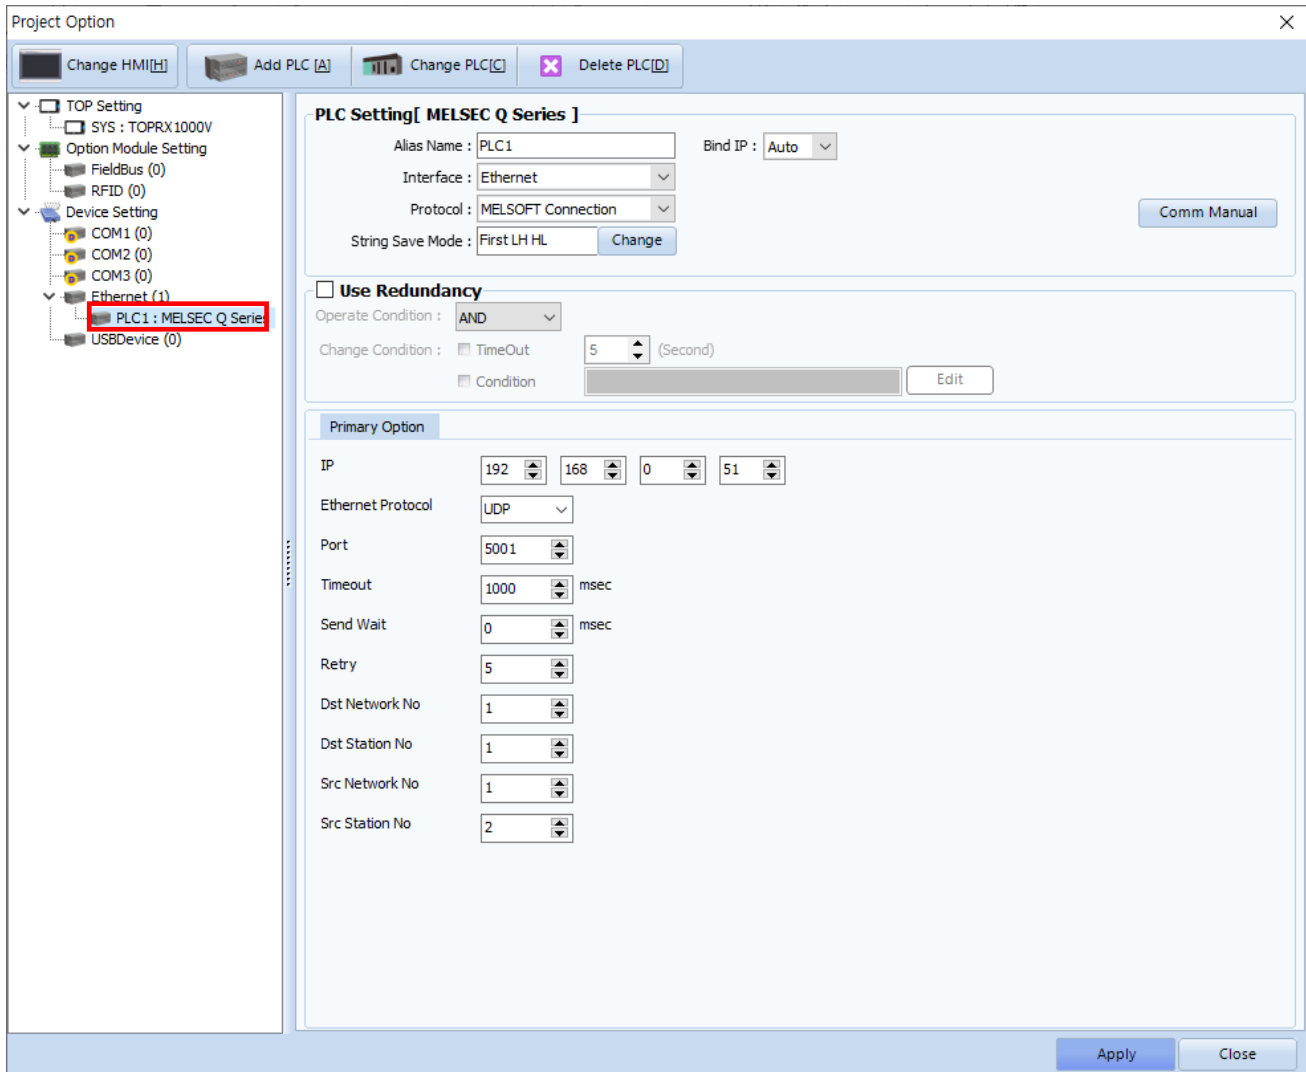 Project Option
Change HMI[H] Add PLC [A] Change PLC[C] Delete PLC[D]
TOP Setting
SYS : TOPRX1000V
Option Module Setting
FieldBus (0)
RFID (0)
Device Setting
COM1 (0)
COM2 (0)
COM3 (0)
Ethernet (1)
PLC1 : MELSEC Q Series
USBDevice (0)
PLC Setting[ MELSEC Q Series ]
Alias Name : PLC1 Bind IP : Auto
Interface : Ethernet
Protocol : MELSOFT Connection Comm Manual
String Save Mode : First LH HL Change
Use Redundancy
Operate Condition : AND
Change Condition : TimeOut 5 (Second)
Condition Edit
Primary Option
IP 192 168 0 51
Ethernet Protocol UDP
Port 5001
Timeout 1000 msec
Send Wait 0 msec
Retry 5
Dst Network No 1
Dst Station No 1
Src Network No 1
Src Station No 2
Apply Close